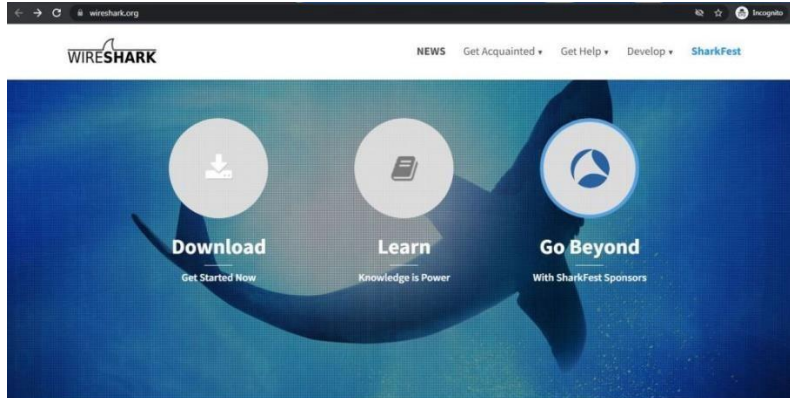 wireshark.org
Incognito
WIRESHARK
NEWS Get Acquainted ▾ Get Help ▾ Develop ▾ SharkFest
Download
Get Started Now
Learn
Knowledge is Power
Go Beyond
With SharkFest Sponsors